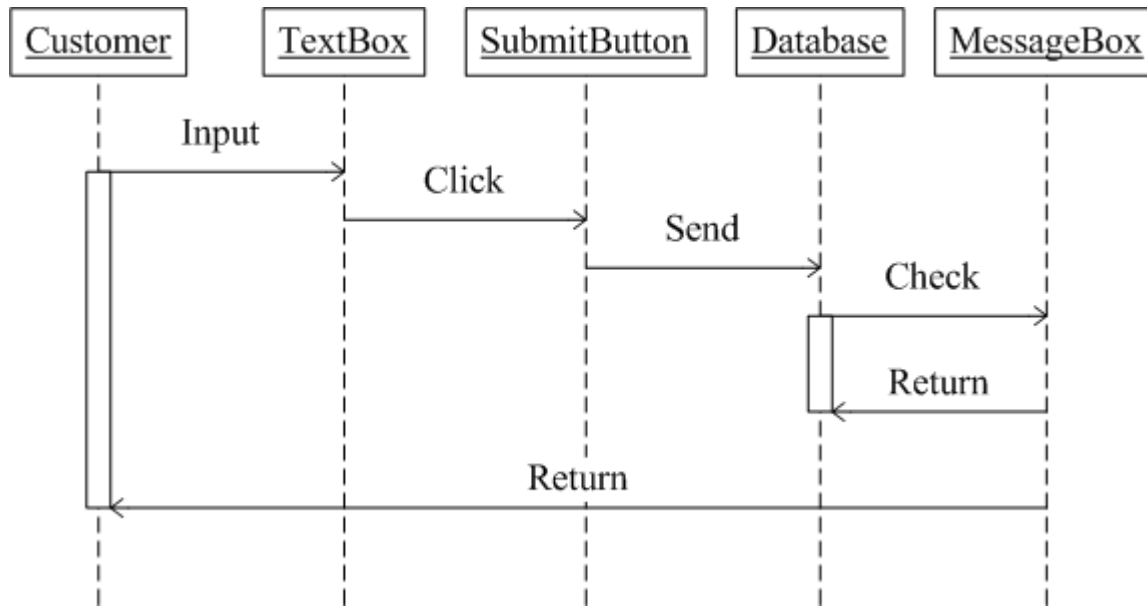 Customer
TextBox
SubmitButton
Database
MessageBox
Input
Click
Send
Check
Return
Return